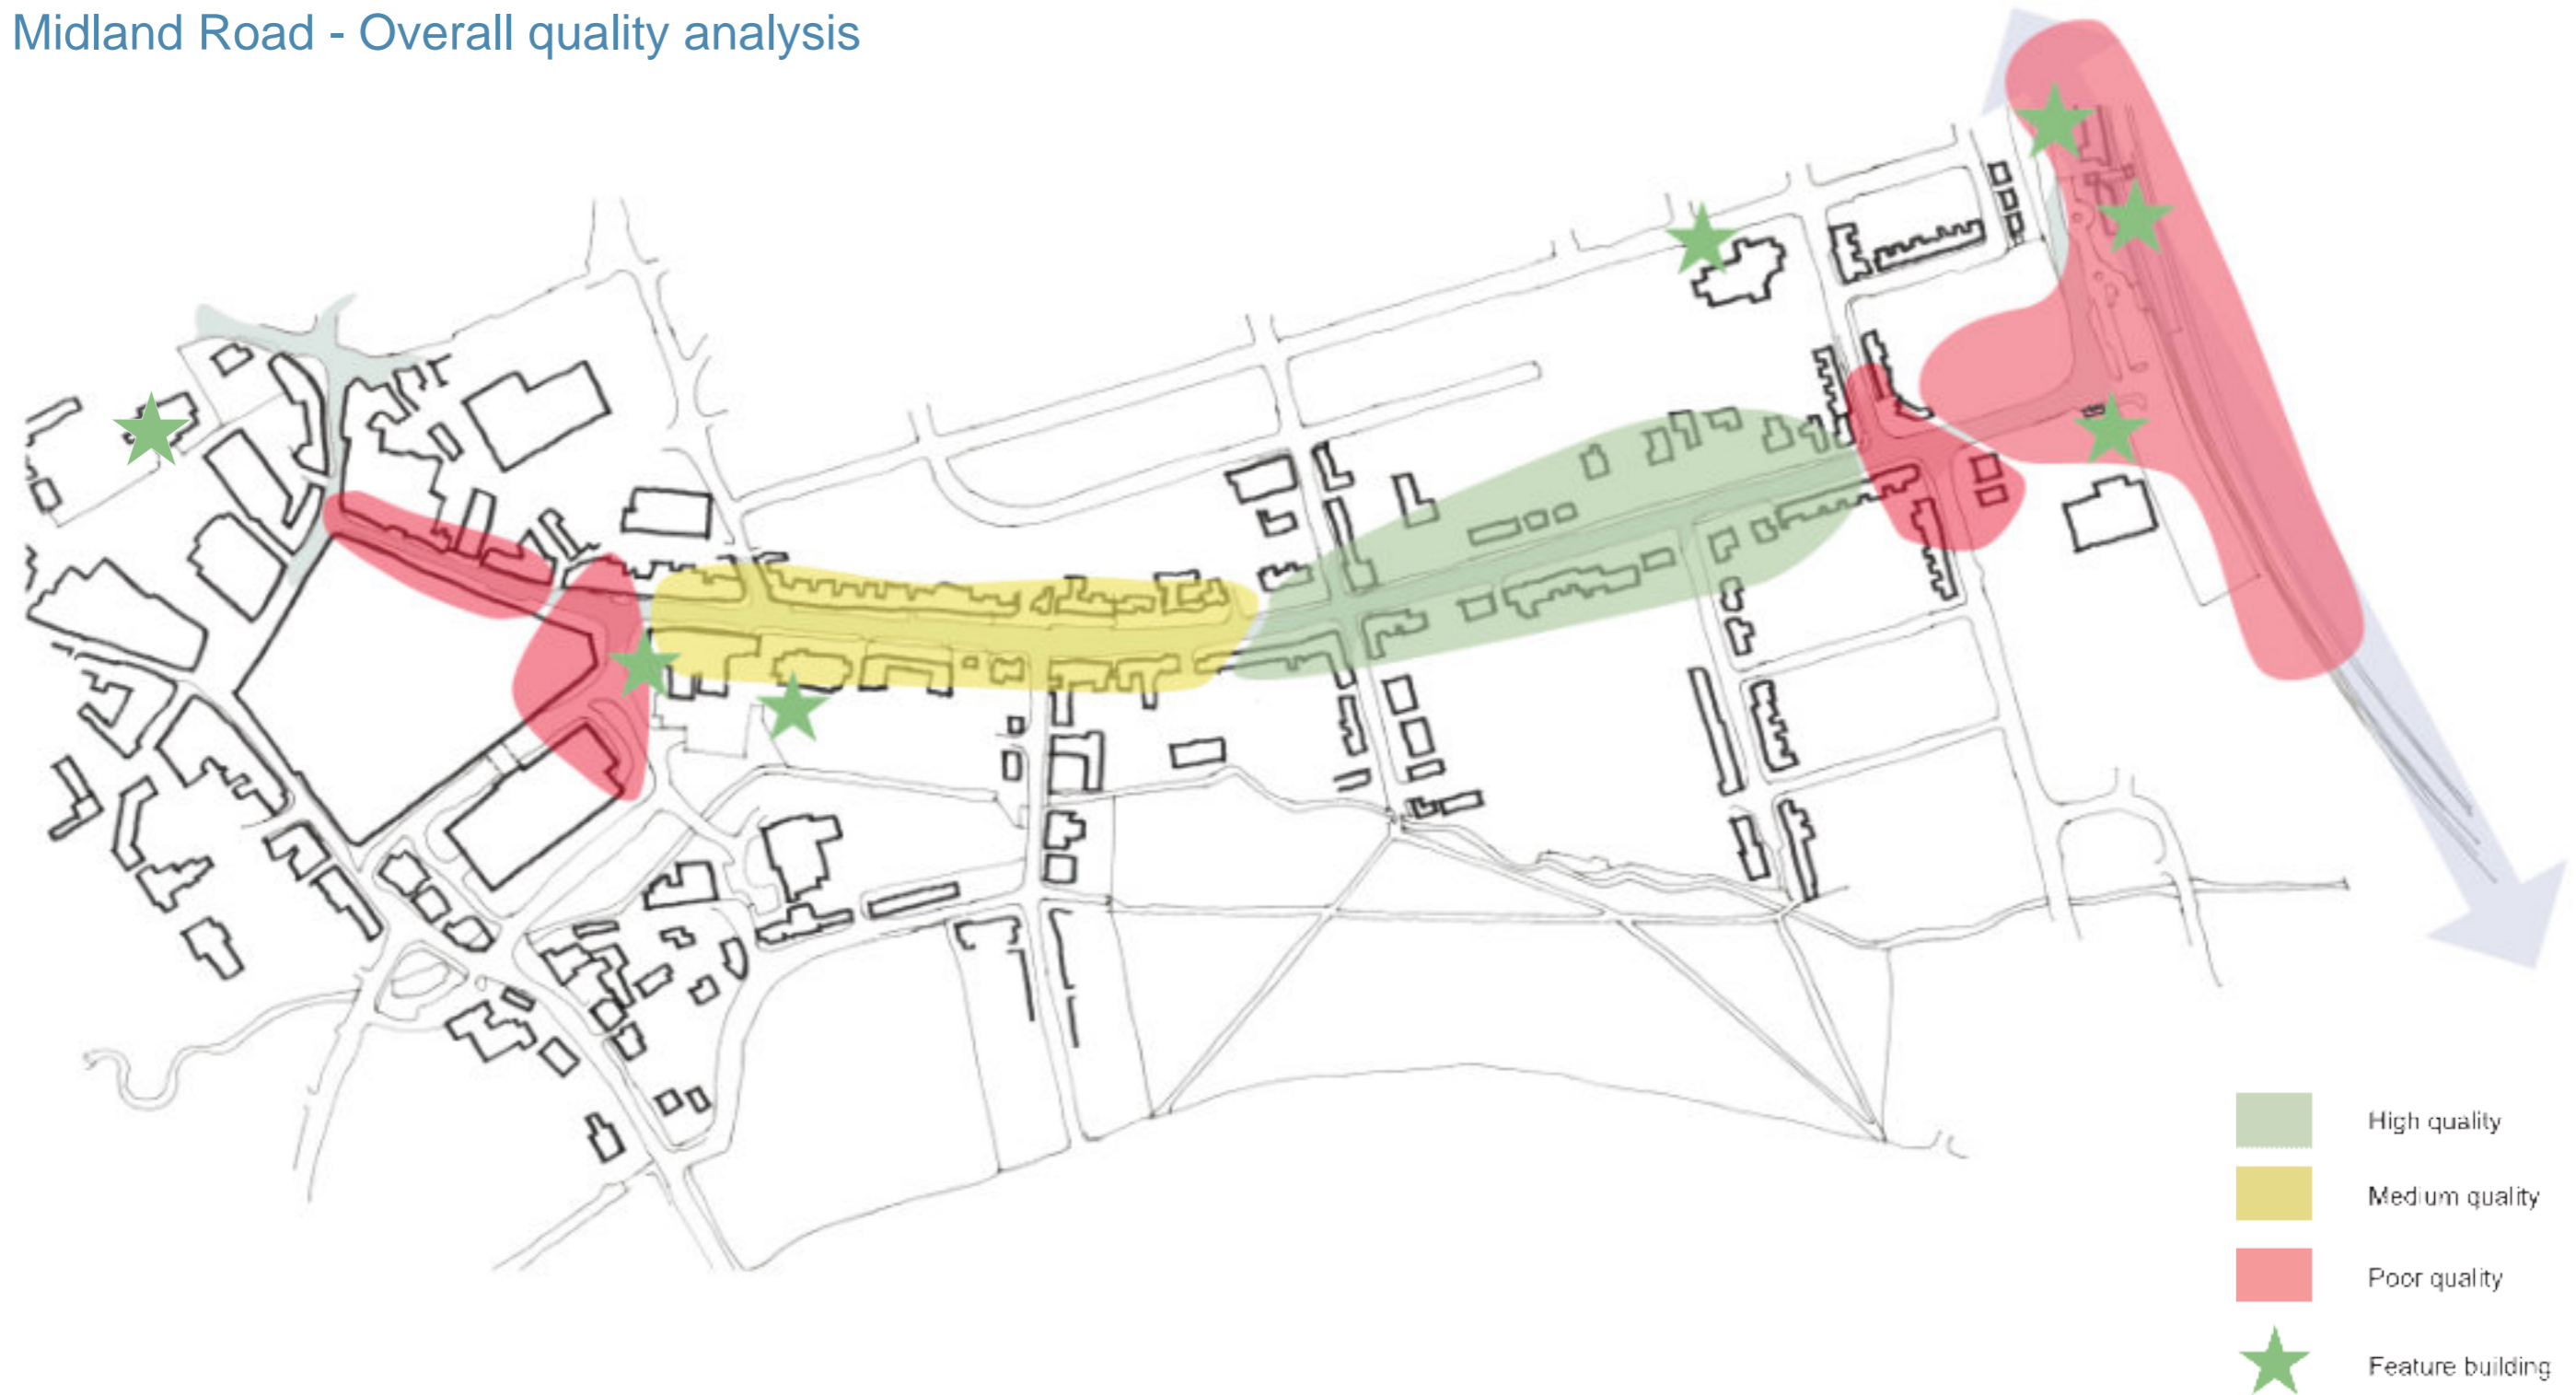 Midland Road - Overall quality analysis
High quality
Medium quality
Poor quality
Feature building